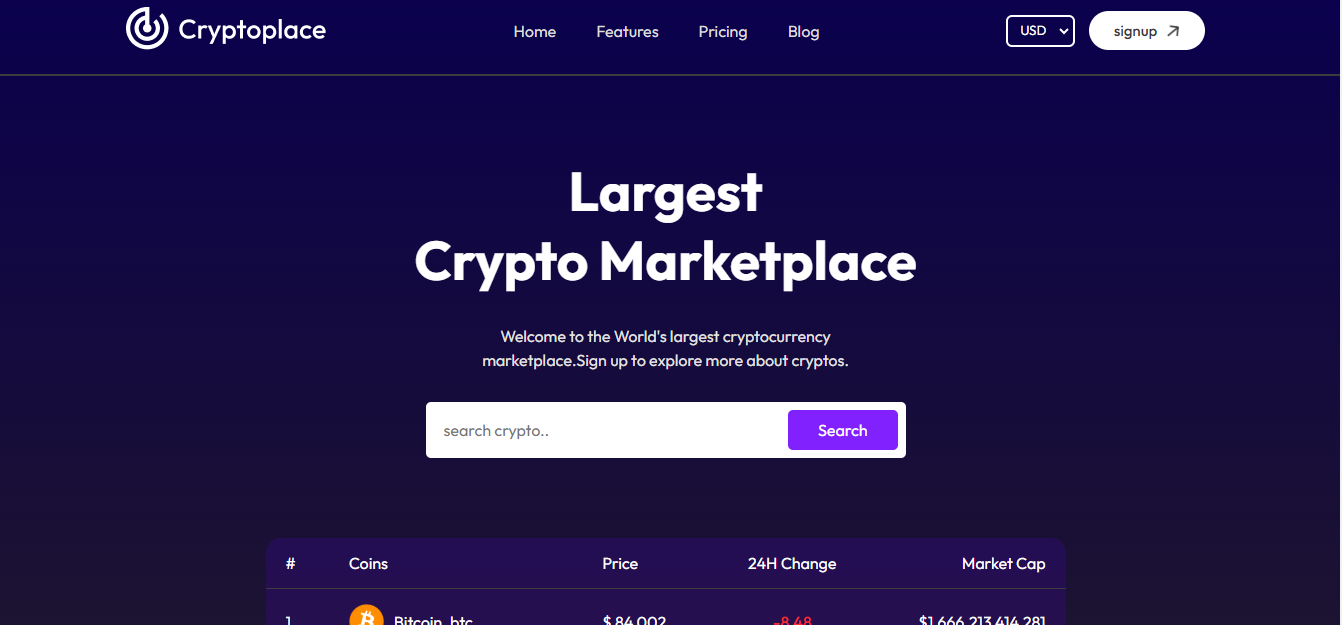 Cryptoplace
Home Features Pricing Blog
USD
signup
Largest
Crypto Marketplace
Welcome to the World's largest cryptocurrency
marketplace.Sign up to explore more about cryptos.
search crypto..
Search
# Coins Price 24H Change Market Cap
1 Bitcoin btc $ 84,002 -8.48 $1,666,213,414,281